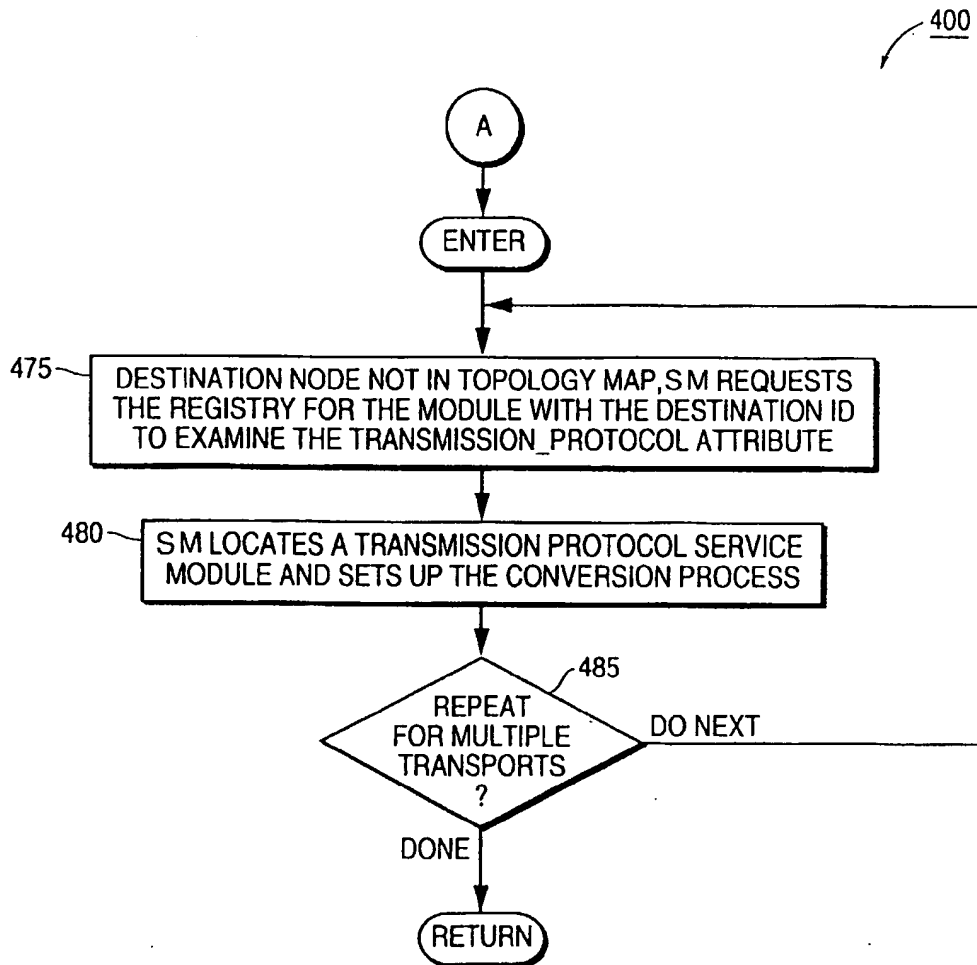 400
A
ENTER
475
DESTINATION NODE NOT IN TOPOLOGY MAP,SM REQUESTS
THE REGISTRY FOR THE MODULE WITH THE DESTINATION ID
TO EXAMINE THE TRANSMISSION_PROTOCOL ATTRIBUTE
480
SM LOCATES A TRANSMISSION PROTOCOL SERVICE
MODULE AND SETS UP THE CONVERSION PROCESS
485
REPEAT
FOR MULTIPLE
TRANSPORTS
?
DO NEXT
DONE
RETURN